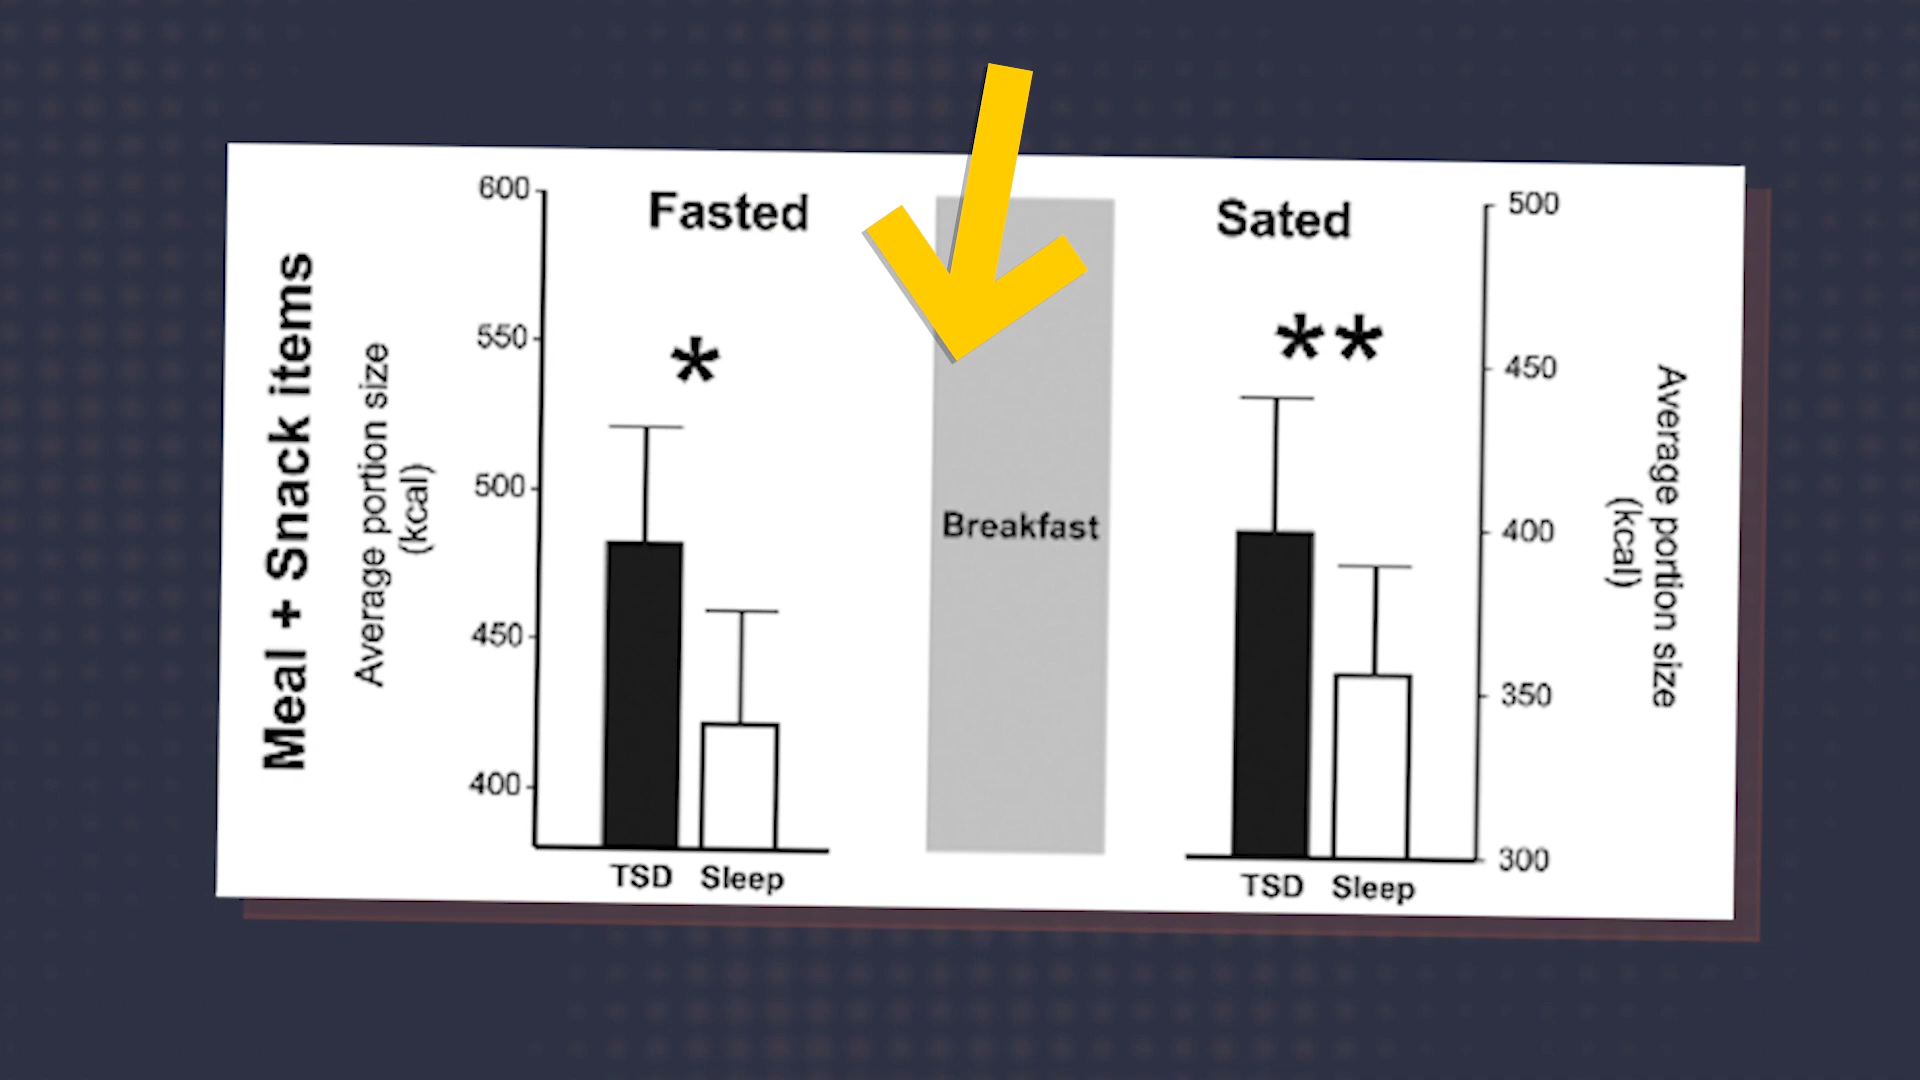 Meal + Snack items
Average portion size
(kcal)
600
550
500
450
400
Fasted
*
TSD Sleep
Breakfast
Sated
**
TSD Sleep
500
450
400
350
300
Average portion size
(kcal)